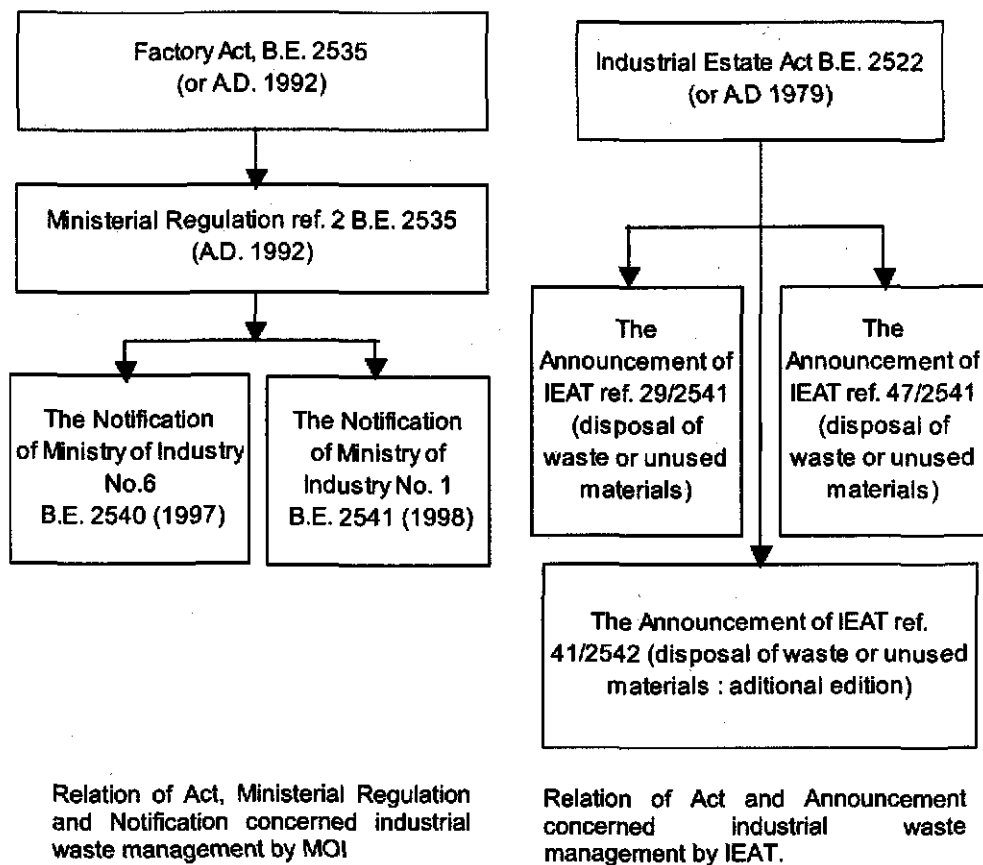 Factory Act, B.E. 2535
(or A.D. 1992)
Ministerial Regulation ref. 2 B.E. 2535
(A.D. 1992)
The Notification
of Ministry of Industry
No.6
B.E. 2540 (1997)
The Notification
of Ministry of
Industry No. 1
B.E. 2541 (1998)
Relation of Act, Ministerial Regulation
and Notification concerned industrial
waste management by MOI
Industrial Estate Act B.E. 2522
(or A.D 1979)
The
Announcement of
IEAT ref. 29/2541
(disposal of
waste or unused
materials)
The
Announcement of
IEAT ref. 47/2541
(disposal of
waste or unused
materials)
The Announcement of IEAT ref.
41/2542 (disposal of waste or unused
materials : aditional edition)
Relation of Act and Announcement
concerned industrial waste
management by IEAT.